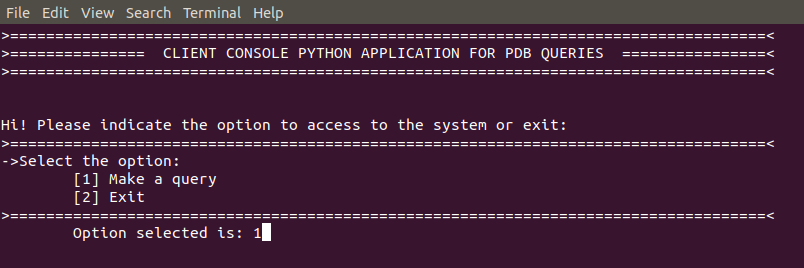 File Edit View Search Terminal Help
>====================================================================================<
>=============== CLIENT CONSOLE PYTHON APPLICATION FOR PDB QUERIES ================<
>====================================================================================<
Hi! Please indicate the option to access to the system or exit:
>====================================================================================<
->Select the option:
[1] Make a query
[2] Exit
>====================================================================================<
Option selected is: 1